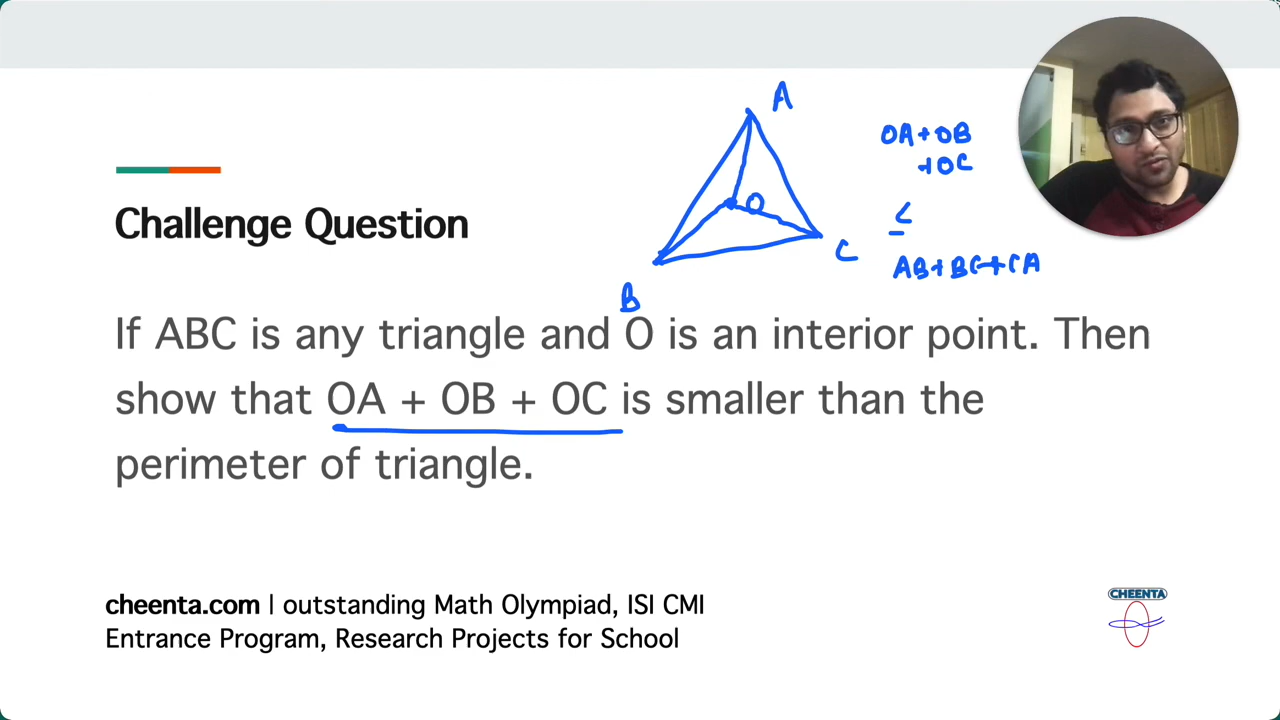 A
OA+OB
+OC
Challenge Question
O
≤
C
AB+BC+CA
B
If ABC is any triangle and O is an interior point. Then
show that OA + OB + OC is smaller than the
perimeter of triangle.
cheenta.com | outstanding Math Olympiad, ISI CMI
Entrance Program, Research Projects for School
CHEENTA